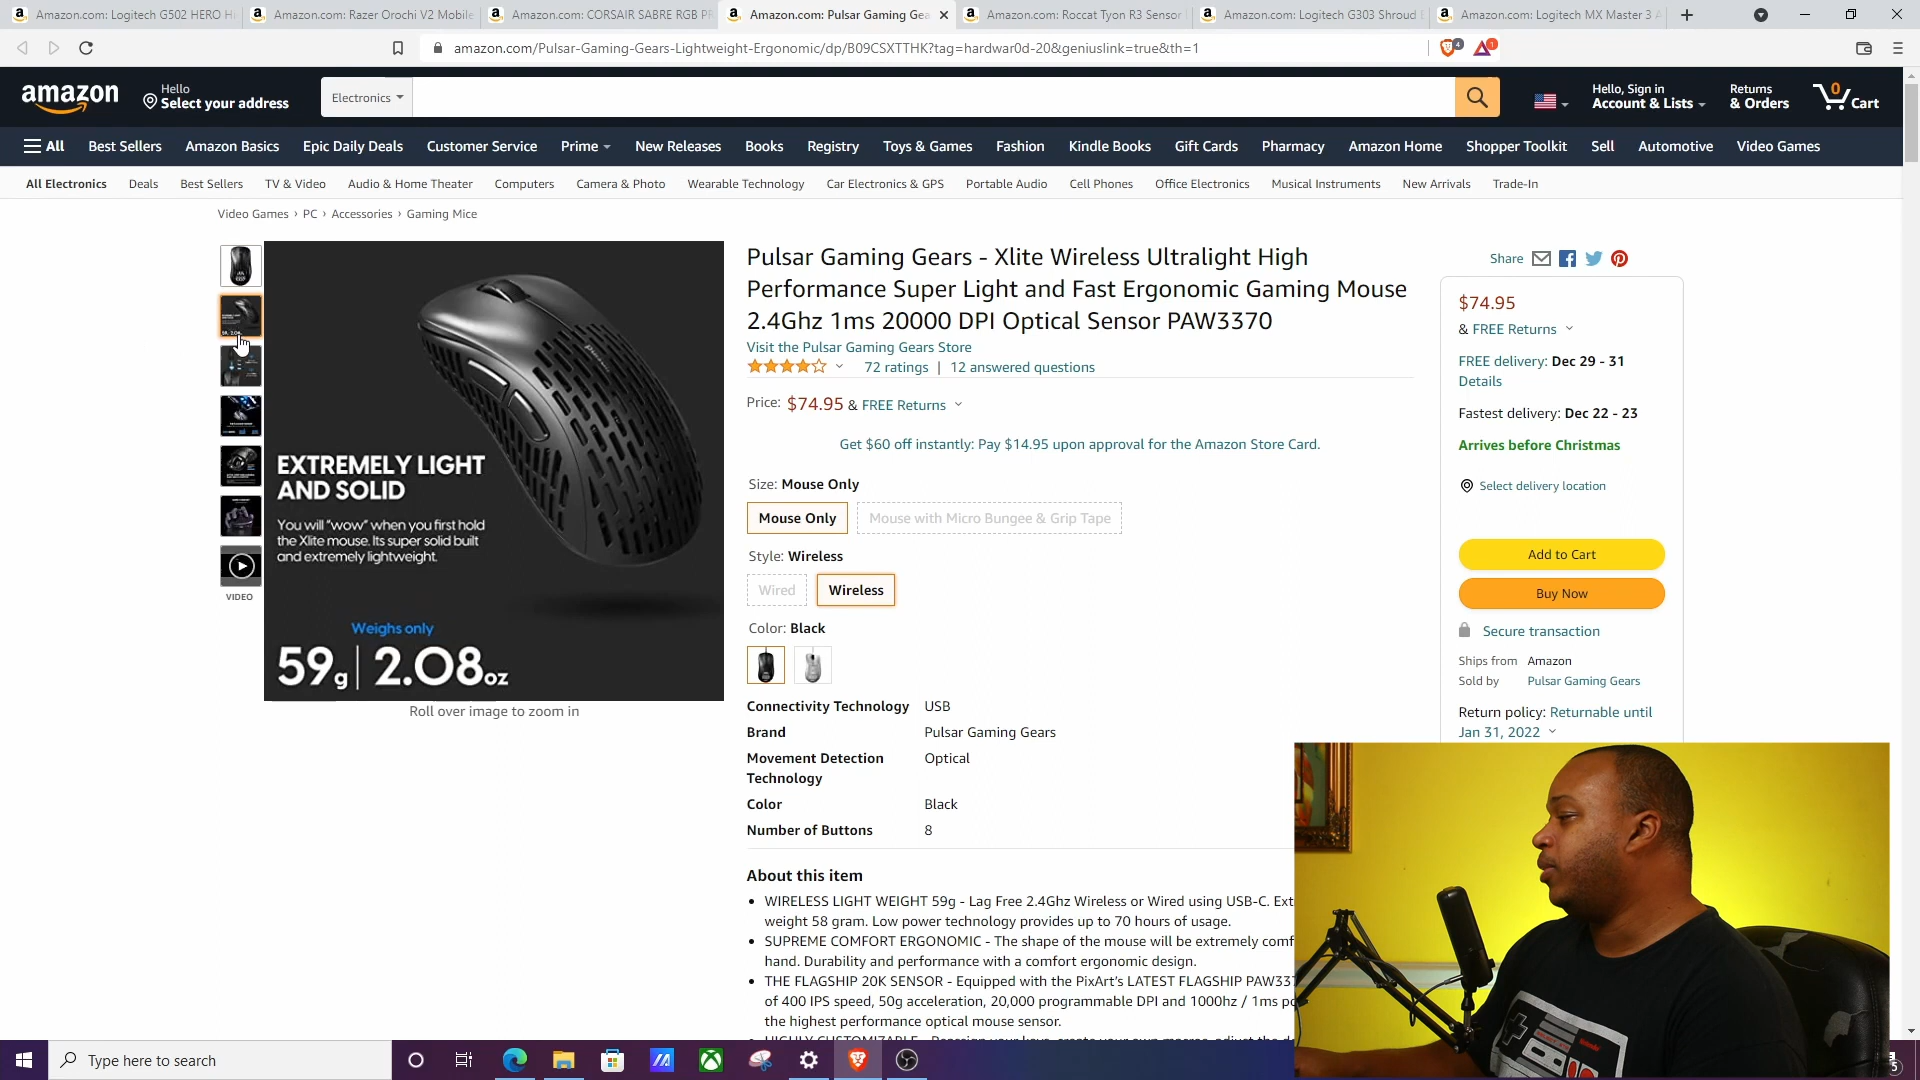 Amazon.com: Logitech G502 HERO Hi
Amazon.com: Razer Orochi V2 Mobile
Amazon.com: CORSAIR SABRE RGB PR
Amazon.com: Pulsar Gaming Gea
Amazon.com: Roccat Tyon R3 Sensor
Amazon.com: Logitech G303 Shroud E
Amazon.com: Logitech MX Master 3 A
amazon.com/Pulsar-Gaming-Gears-Lightweight-Ergonomic/dp/B09CSXTTHK?tag=hardwar0d-20&geniuslink=true&th=1
4
1
amazon
Hello
Select your address
Electronics
Hello, Sign in
Account & Lists
Returns
& Orders
0
Cart
All
Best Sellers
Amazon Basics
Epic Daily Deals
Customer Service
Prime
New Releases
Books
Registry
Toys & Games
Fashion
Kindle Books
Gift Cards
Pharmacy
Amazon Home
Shopper Toolkit
Sell
Automotive
Video Games
All Electronics
Deals
Best Sellers
TV & Video
Audio & Home Theater
Computers
Camera & Photo
Wearable Technology
Car Electronics & GPS
Portable Audio
Cell Phones
Office Electronics
Musical Instruments
New Arrivals
Trade-In
Video Games › PC › Accessories › Gaming Mice
VIDEO
pulsar
EXTREMELY LIGHT
AND SOLID
You will "wow" when you first hold
the Xlite mouse. Its super solid built
and extremely lightweight.
Weighs only
59g | 2.08oz
Roll over image to zoom in
Pulsar Gaming Gears - Xlite Wireless Ultralight High
Performance Super Light and Fast Ergonomic Gaming Mouse
2.4Ghz 1ms 20000 DPI Optical Sensor PAW3370
Visit the Pulsar Gaming Gears Store
72 ratings | 12 answered questions
Price: $74.95 & FREE Returns
Get $60 off instantly: Pay $14.95 upon approval for the Amazon Store Card.
Size: Mouse Only
Mouse Only
Mouse with Micro Bungee & Grip Tape
Style: Wireless
Wired
Wireless
Color: Black
Connectivity Technology USB
Brand Pulsar Gaming Gears
Movement Detection Optical
Technology
Color Black
Number of Buttons 8
About this item
WIRELESS LIGHT WEIGHT 59g - Lag Free 2.4Ghz Wireless or Wired using USB-C. Ext
weight 58 gram. Low power technology provides up to 70 hours of usage.
SUPREME COMFORT ERGONOMIC - The shape of the mouse will be extremely comf
hand. Durability and performance with a comfort ergonomic design.
THE FLAGSHIP 20K SENSOR - Equipped with the PixArt's LATEST FLAGSHIP PAW337
of 400 IPS speed, 50g acceleration, 20,000 programmable DPI and 1000hz / 1ms po
the highest performance optical mouse sensor.
Share
$74.95
& FREE Returns
FREE delivery: Dec 29 - 31
Details
Fastest delivery: Dec 22 - 23
Arrives before Christmas
Select delivery location
Add to Cart
Buy Now
Secure transaction
Ships from Amazon
Sold by Pulsar Gaming Gears
Return policy: Returnable until
Jan 31, 2022
Type here to search
5